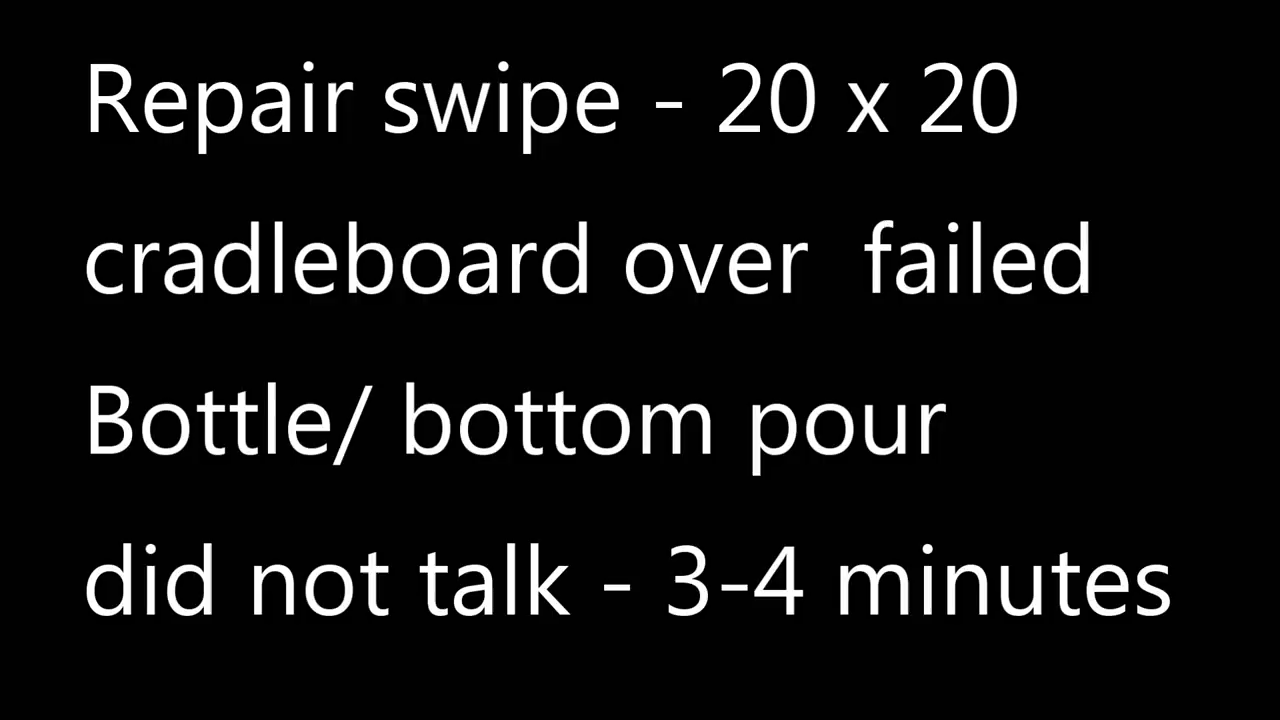 Repair swipe - 20 x 20
cradleboard over  failed
Bottle/ bottom pour
did not talk - 3-4 minutes